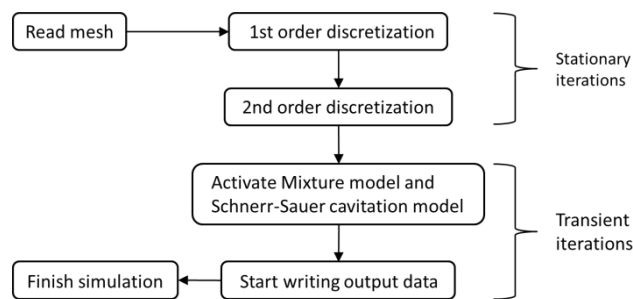 Read mesh
1st order discretization
Stationary
iterations
2nd order discretization
Activate Mixture model and
Schnerr-Sauer cavitation model
Transient
iterations
Finish simulation
Start writing output data